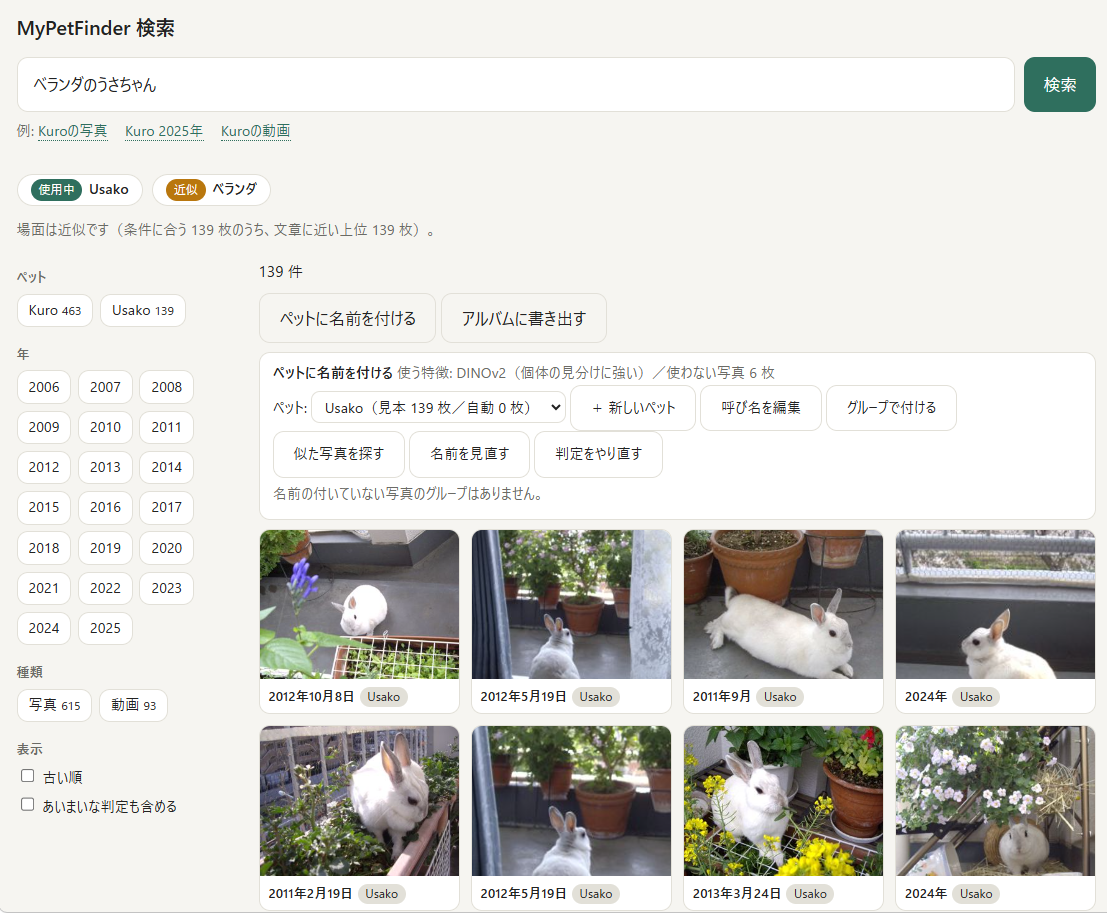 MyPetFinder 検索
ベランダのうさちゃん
検索
例: Kuroの写真 Kuro 2025年 Kuroの動画
使用中 Usako 近似 ベランダ
場面は近似です（条件に合う 139 枚のうち、文章に近い上位 139 枚）。
ペット
Kuro 463 Usako 139
年
2006 2007 2008
2009 2010 2011
2012 2013 2014
2015 2016 2017
2018 2019 2020
2021 2022 2023
2024 2025
種類
写真 615 動画 93
表示
古い順
あいまいな判定も含める
139 件
ペットに名前を付ける アルバムに書き出す
ペットに名前を付ける 使う特徴: DINOv2（個体の見分けに強い）／使わない写真 6 枚
ペット: Usako（見本 139 枚／自動 0 枚） ＋ 新しいペット 呼び名を編集 グループで付ける
似た写真を探す 名前を見直す 判定をやり直す
名前の付いていない写真のグループはありません。
2012年10月8日 Usako 2012年5月19日 Usako 2011年9月 Usako 2024年 Usako
2011年2月19日 Usako 2012年5月19日 Usako 2013年3月24日 Usako 2024年 Usako